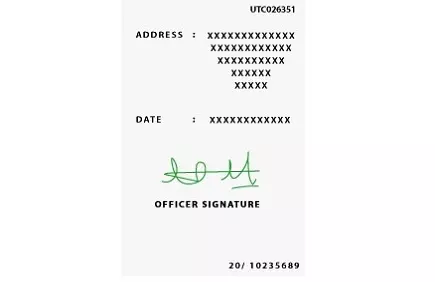 UTC026351
ADDRESS : XXXXXXXXXXXXX
XXXXXXXXXXXX
XXXXXXXXXX
XXXXXX
XXXXX
DATE : XXXXXXXXXXXX
OFFICER SIGNATURE
20/ 10235689